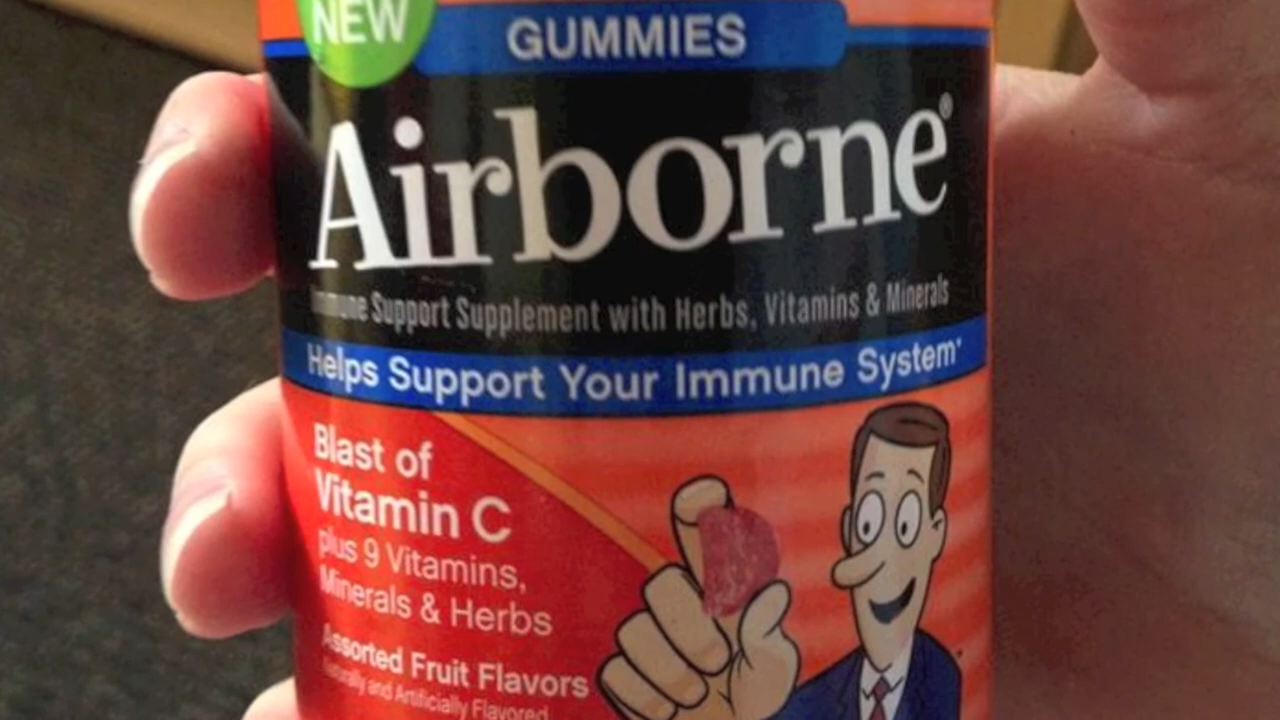 NEW
GUMMIES
Airborne®
Immune Support Supplement with Herbs, Vitamins & Minerals
Helps Support Your Immune System*
Blast of
Vitamin C
plus 9 Vitamins,
Minerals & Herbs
Assorted Fruit Flavors
Naturally and Artificially Flavored